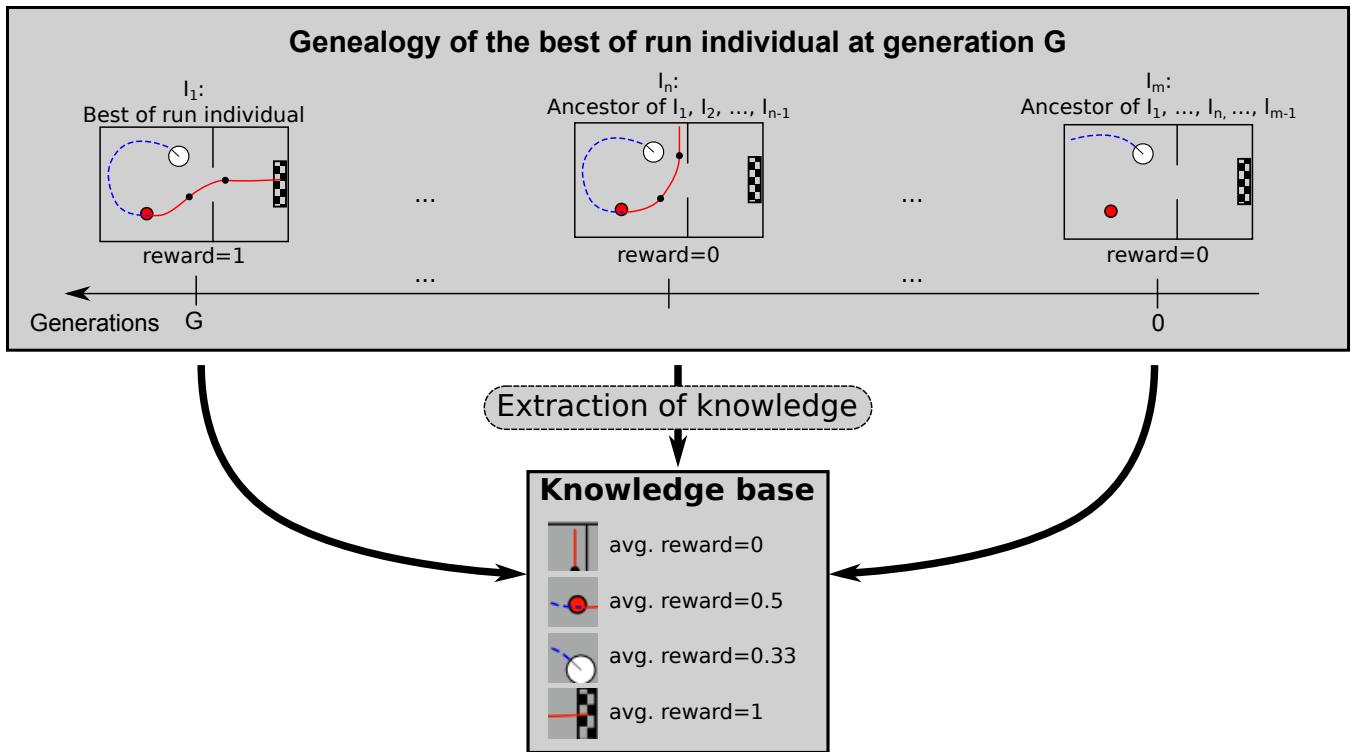 Genealogy of the best of run individual at generation G
I₁:
Best of run individual
Iₙ:
Ancestor of I₁, I₂, ..., Iₙ₋₁
Iₘ:
Ancestor of I₁, ..., Iₙ, ..., Iₘ₋₁
...
...
reward=1
reward=0
reward=0
...
...
Generations
G
0
Extraction of knowledge
Knowledge base
avg. reward=0
avg. reward=0.5
avg. reward=0.33
avg. reward=1